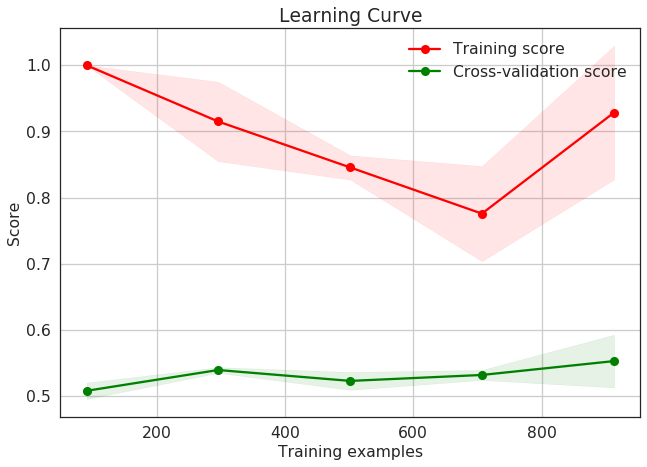 Learning Curve
Training score
Cross-validation score
1.0
0.9
0.8
0.7
0.6
0.5
Score
200 400 600 800
Training examples